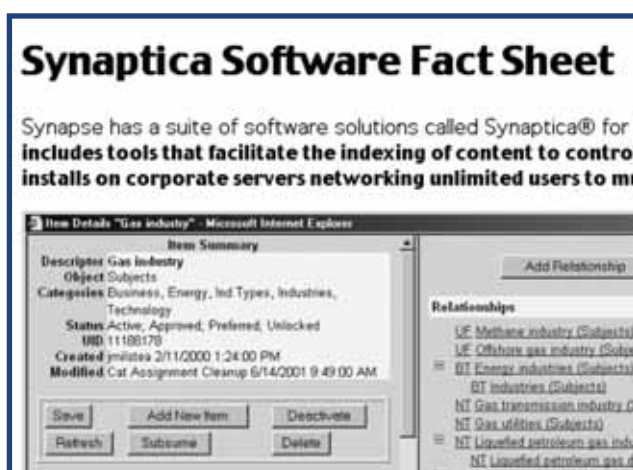 Synaptica Software Fact Sheet
Synapse has a suite of software solutions called Synaptica® for
includes tools that facilitate the indexing of content to contro
installs on corporate servers networking unlimited users to
Item Details "Gas industry" - Microsoft Internet Explorer
Item Summary
Descriptor Gas industry
Object Subjects
Categories Business, Energy, Ind Types, Industries,
Technology
Status Active, Approved, Preferred, Unlocked
UID 11188178
Created jmilstea 2/11/2000 1:24:00 PM
Modified Cat Assignment Cleanup 6/14/2001 9:49:00 AM
Save Add New Item Deactivate
Refresh Subsume Delete
Add Relationship
Relationships
UF Methane industry (Subjects)
UF Offshore gas industry (Subje
BT Energy industries (Subjects)
BT Industries (Subjects)
NT Gas transmission industry (
NT Gas utilities (Subjects)
NT Liquefied petroleum gas indu
NT Liquefied petroleum gas